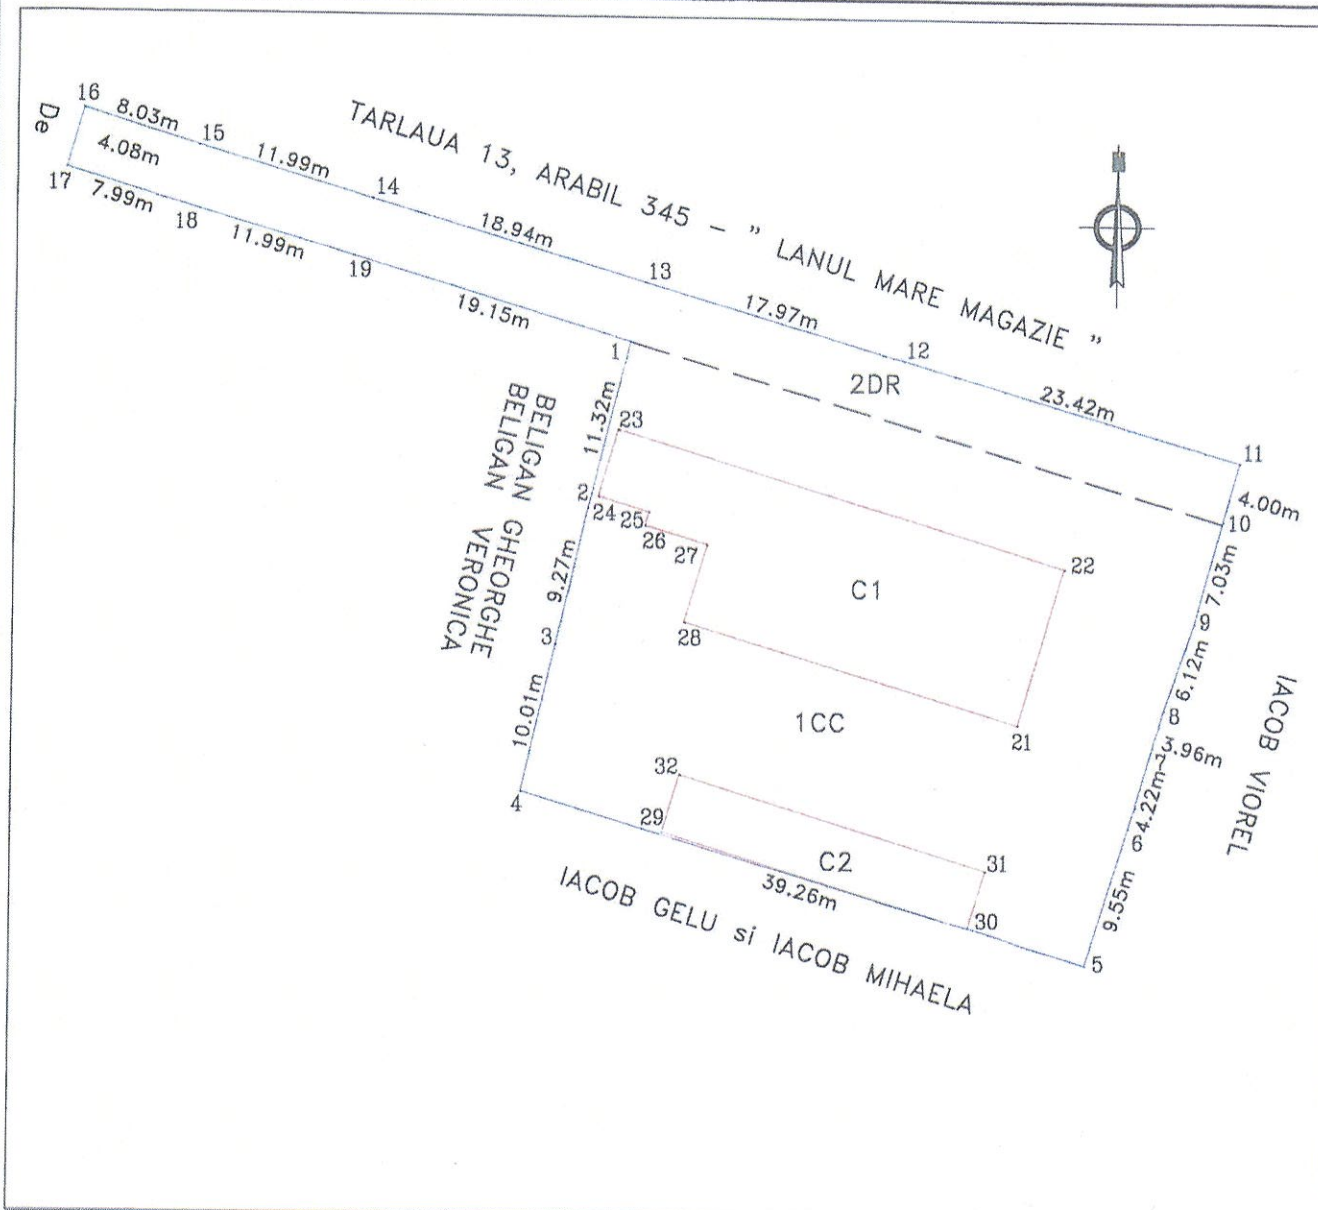 16
8.03m
15
11.99m
14
18.94m
13
17.97m
12
23.42m
11
TARLAUA 13, ARABIL 345 - " LANUL MARE MAGAZIE "
De
4.08m
17
7.99m
18
11.99m
19
19.15m
1
2DR
4.00m
10
11.32m
23
2
24
25
26
27
22
C1
7.03m
9
6.12m
8
3.96m
4.22m
6
9.55m
5
IACOB VIOREL
BELIGAN GHEORGHE
BELIGAN VERONICA
9.27m
3
28
10.01m
1CC
21
32
4
29
C2
31
39.26m
30
IACOB GELU si IACOB MIHAELA